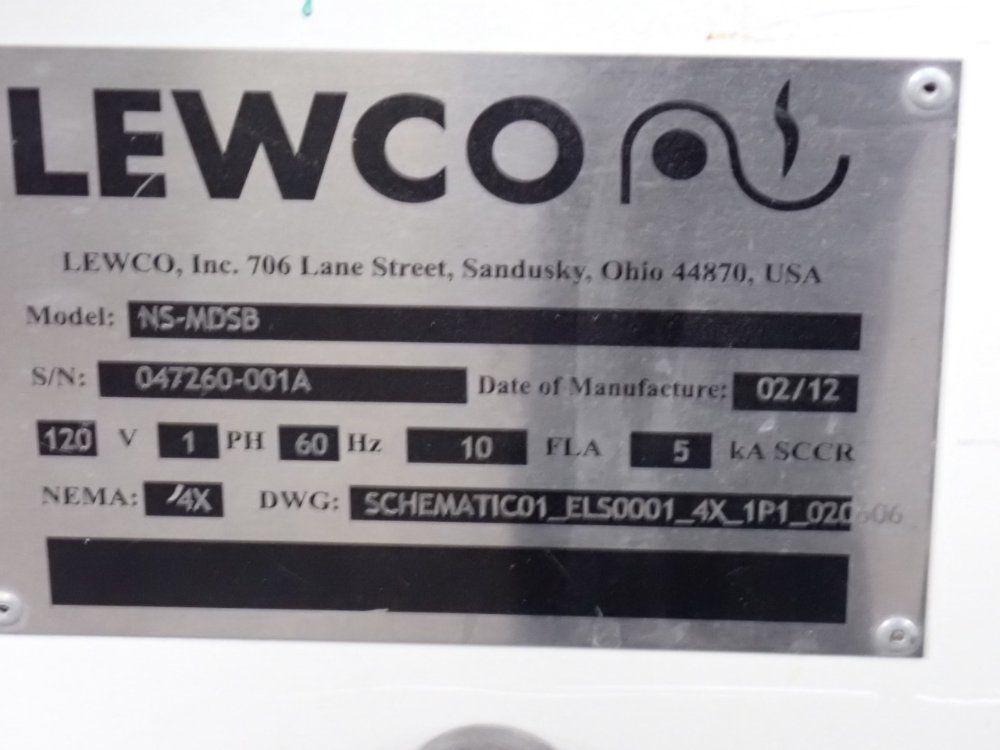 LEWCO
LEWCO, Inc. 706 Lane Street, Sandusky, Ohio 44870, USA
Model: NS-MDSB
S/N: 047260-001A Date of Manufacture: 02/12
120 V 1 PH 60 Hz 10 FLA 5 kA SCCR
NEMA: 4X DWG: SCHEMATIC01_ELS0001_4X_1P1_020606